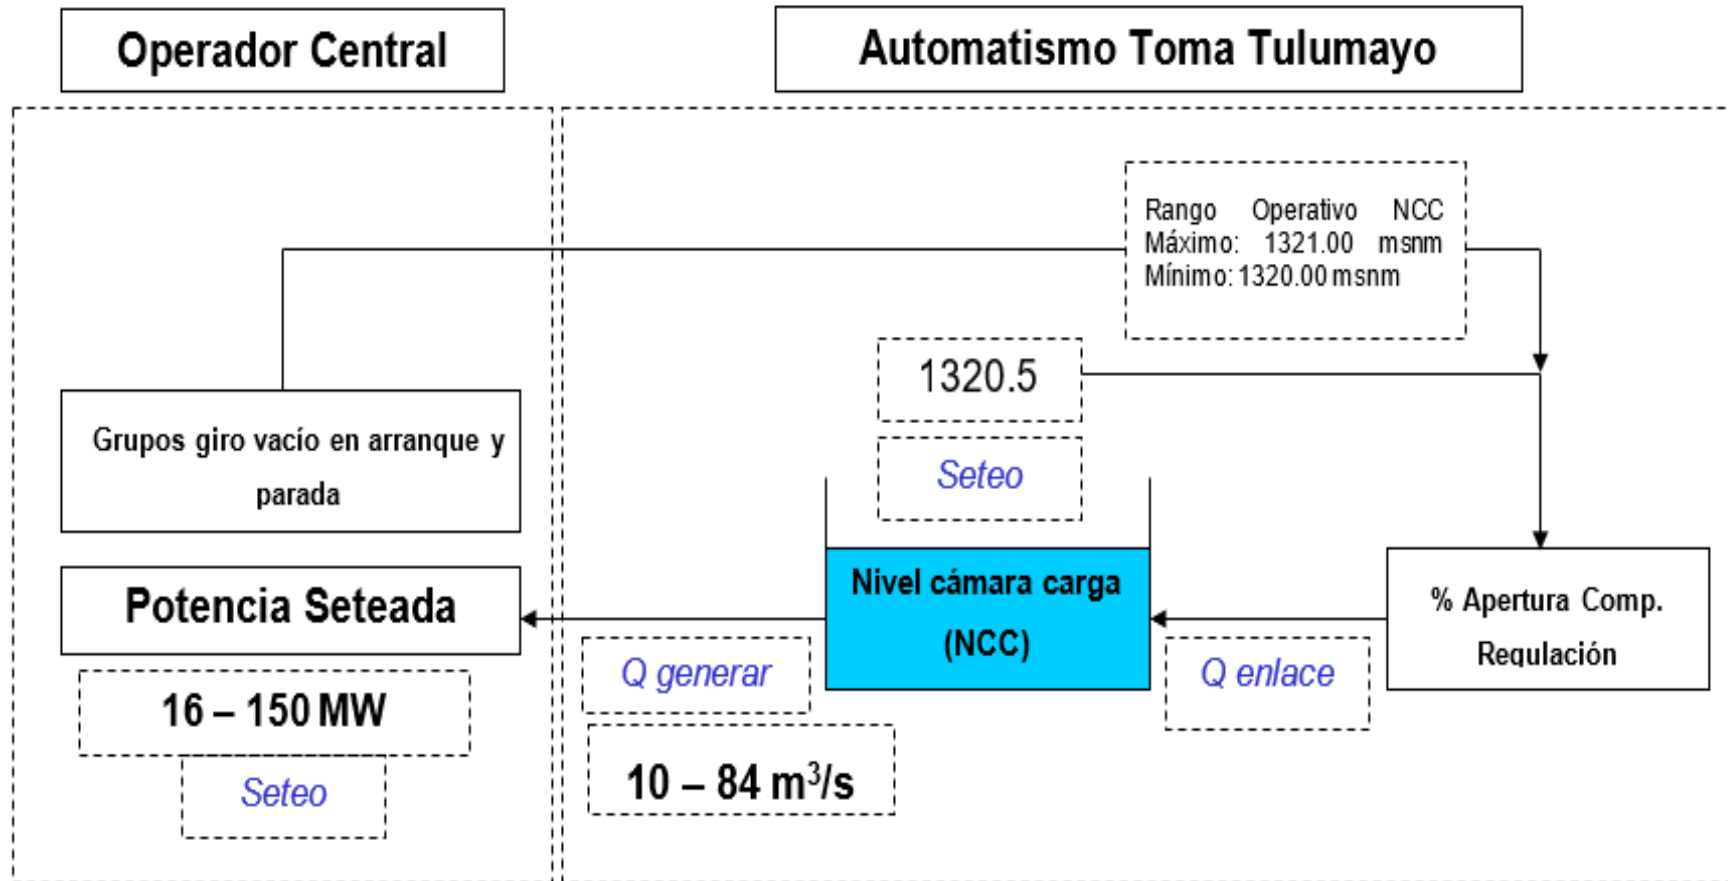 Operador Central
Automatismo Toma Tulumayo
Rango Operativo NCC
Máximo: 1321.00 msnm
Mínimo: 1320.00 msnm
1320.5
Seteo
Grupos giro vacío en arranque y
parada
Potencia Seteada
16 – 150 MW
Seteo
Q generar
10 – 84 m³/s
Nivel cámara carga
(NCC)
Q enlace
% Apertura Comp.
Regulación